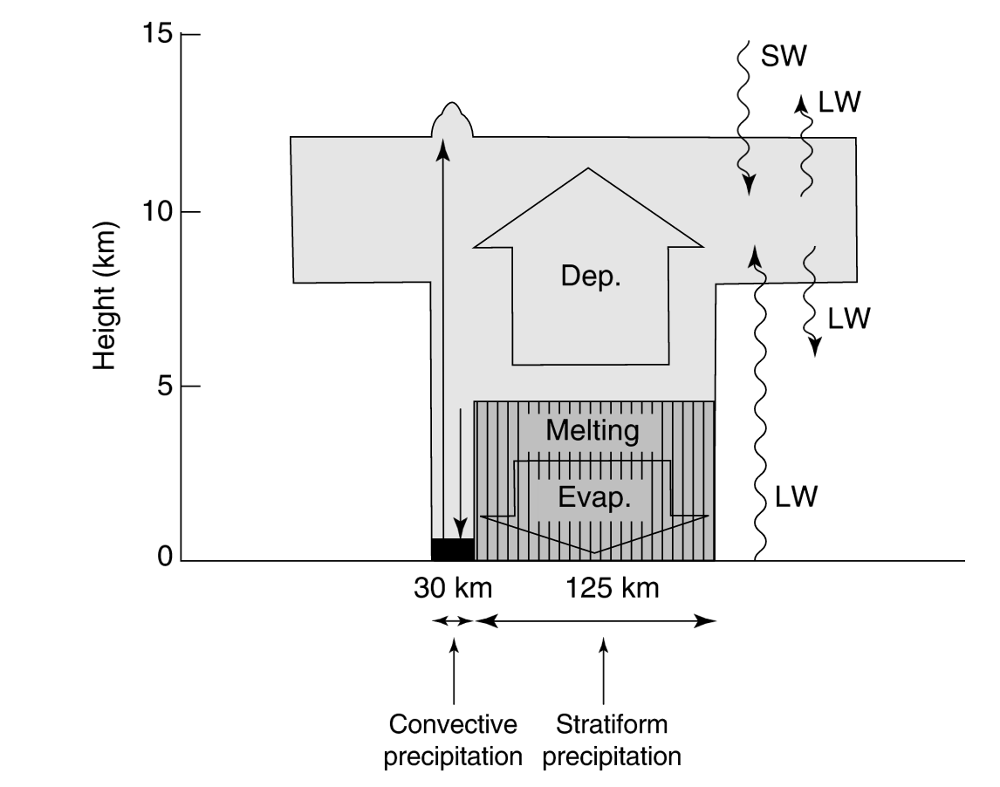 15
SW
LW
10
Height (km)
Dep.
LW
5
Melting
Evap.
LW
0
30 km
125 km
Convective
precipitation
Stratiform
precipitation